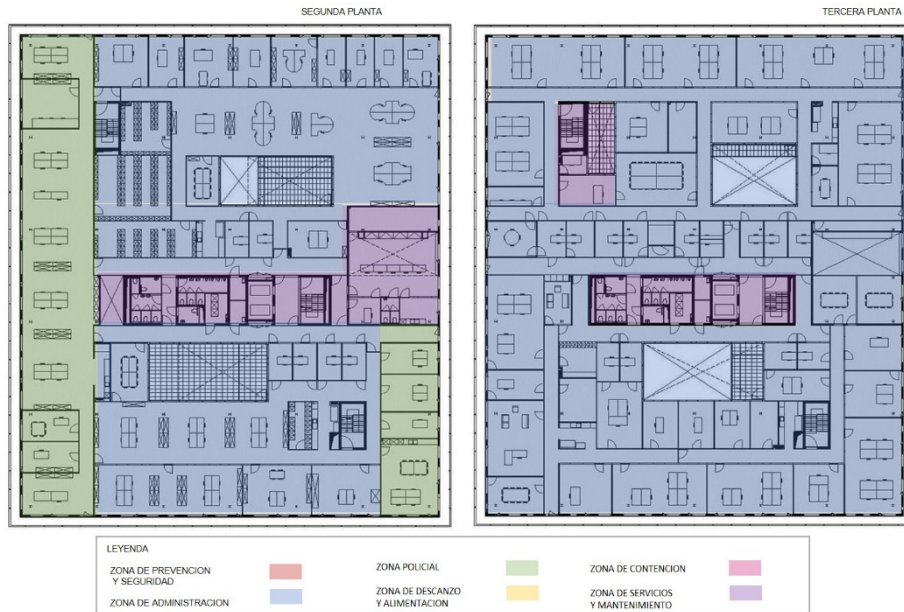 SEGUNDA PLANTA
TERCERA PLANTA
LEYENDA
ZONA DE PREVENCION
Y SEGURIDAD
ZONA DE ADMINISTRACION
ZONA POLICIAL
ZONA DE DESCANZO
Y ALIMENTACION
ZONA DE CONTENCION
ZONA DE SERVICIOS
Y MANTENIMIENTO